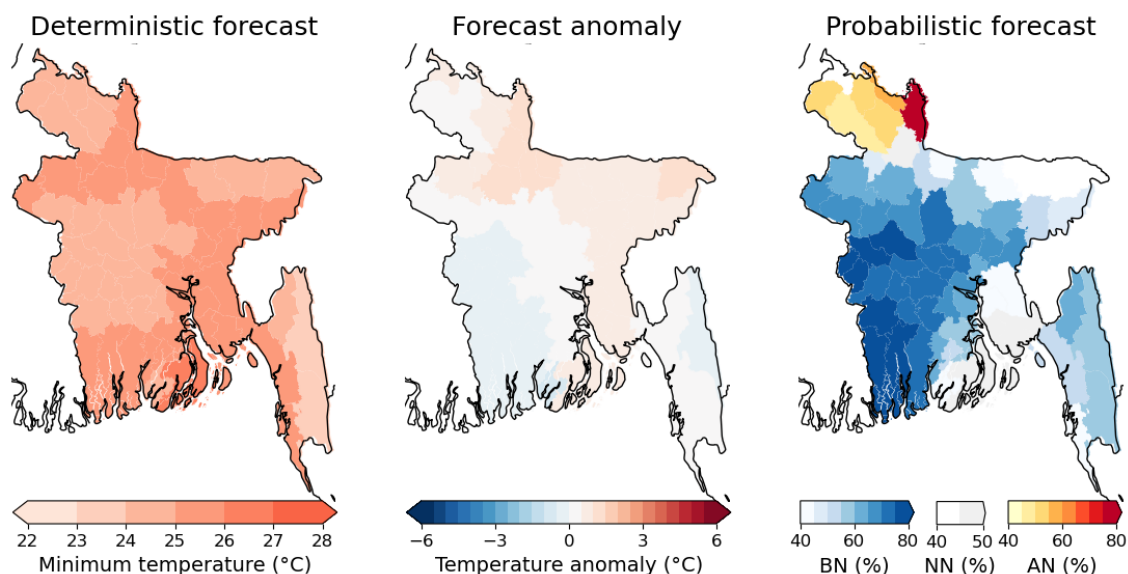 Deterministic forecast
Forecast anomaly
Probabilistic forecast
22 23 24 25 26 27 28
Minimum temperature (°C)
−6 −3 0 3 6
Temperature anomaly (°C)
40 60 80
BN (%)
40 50
NN (%)
40 60 80
AN (%)